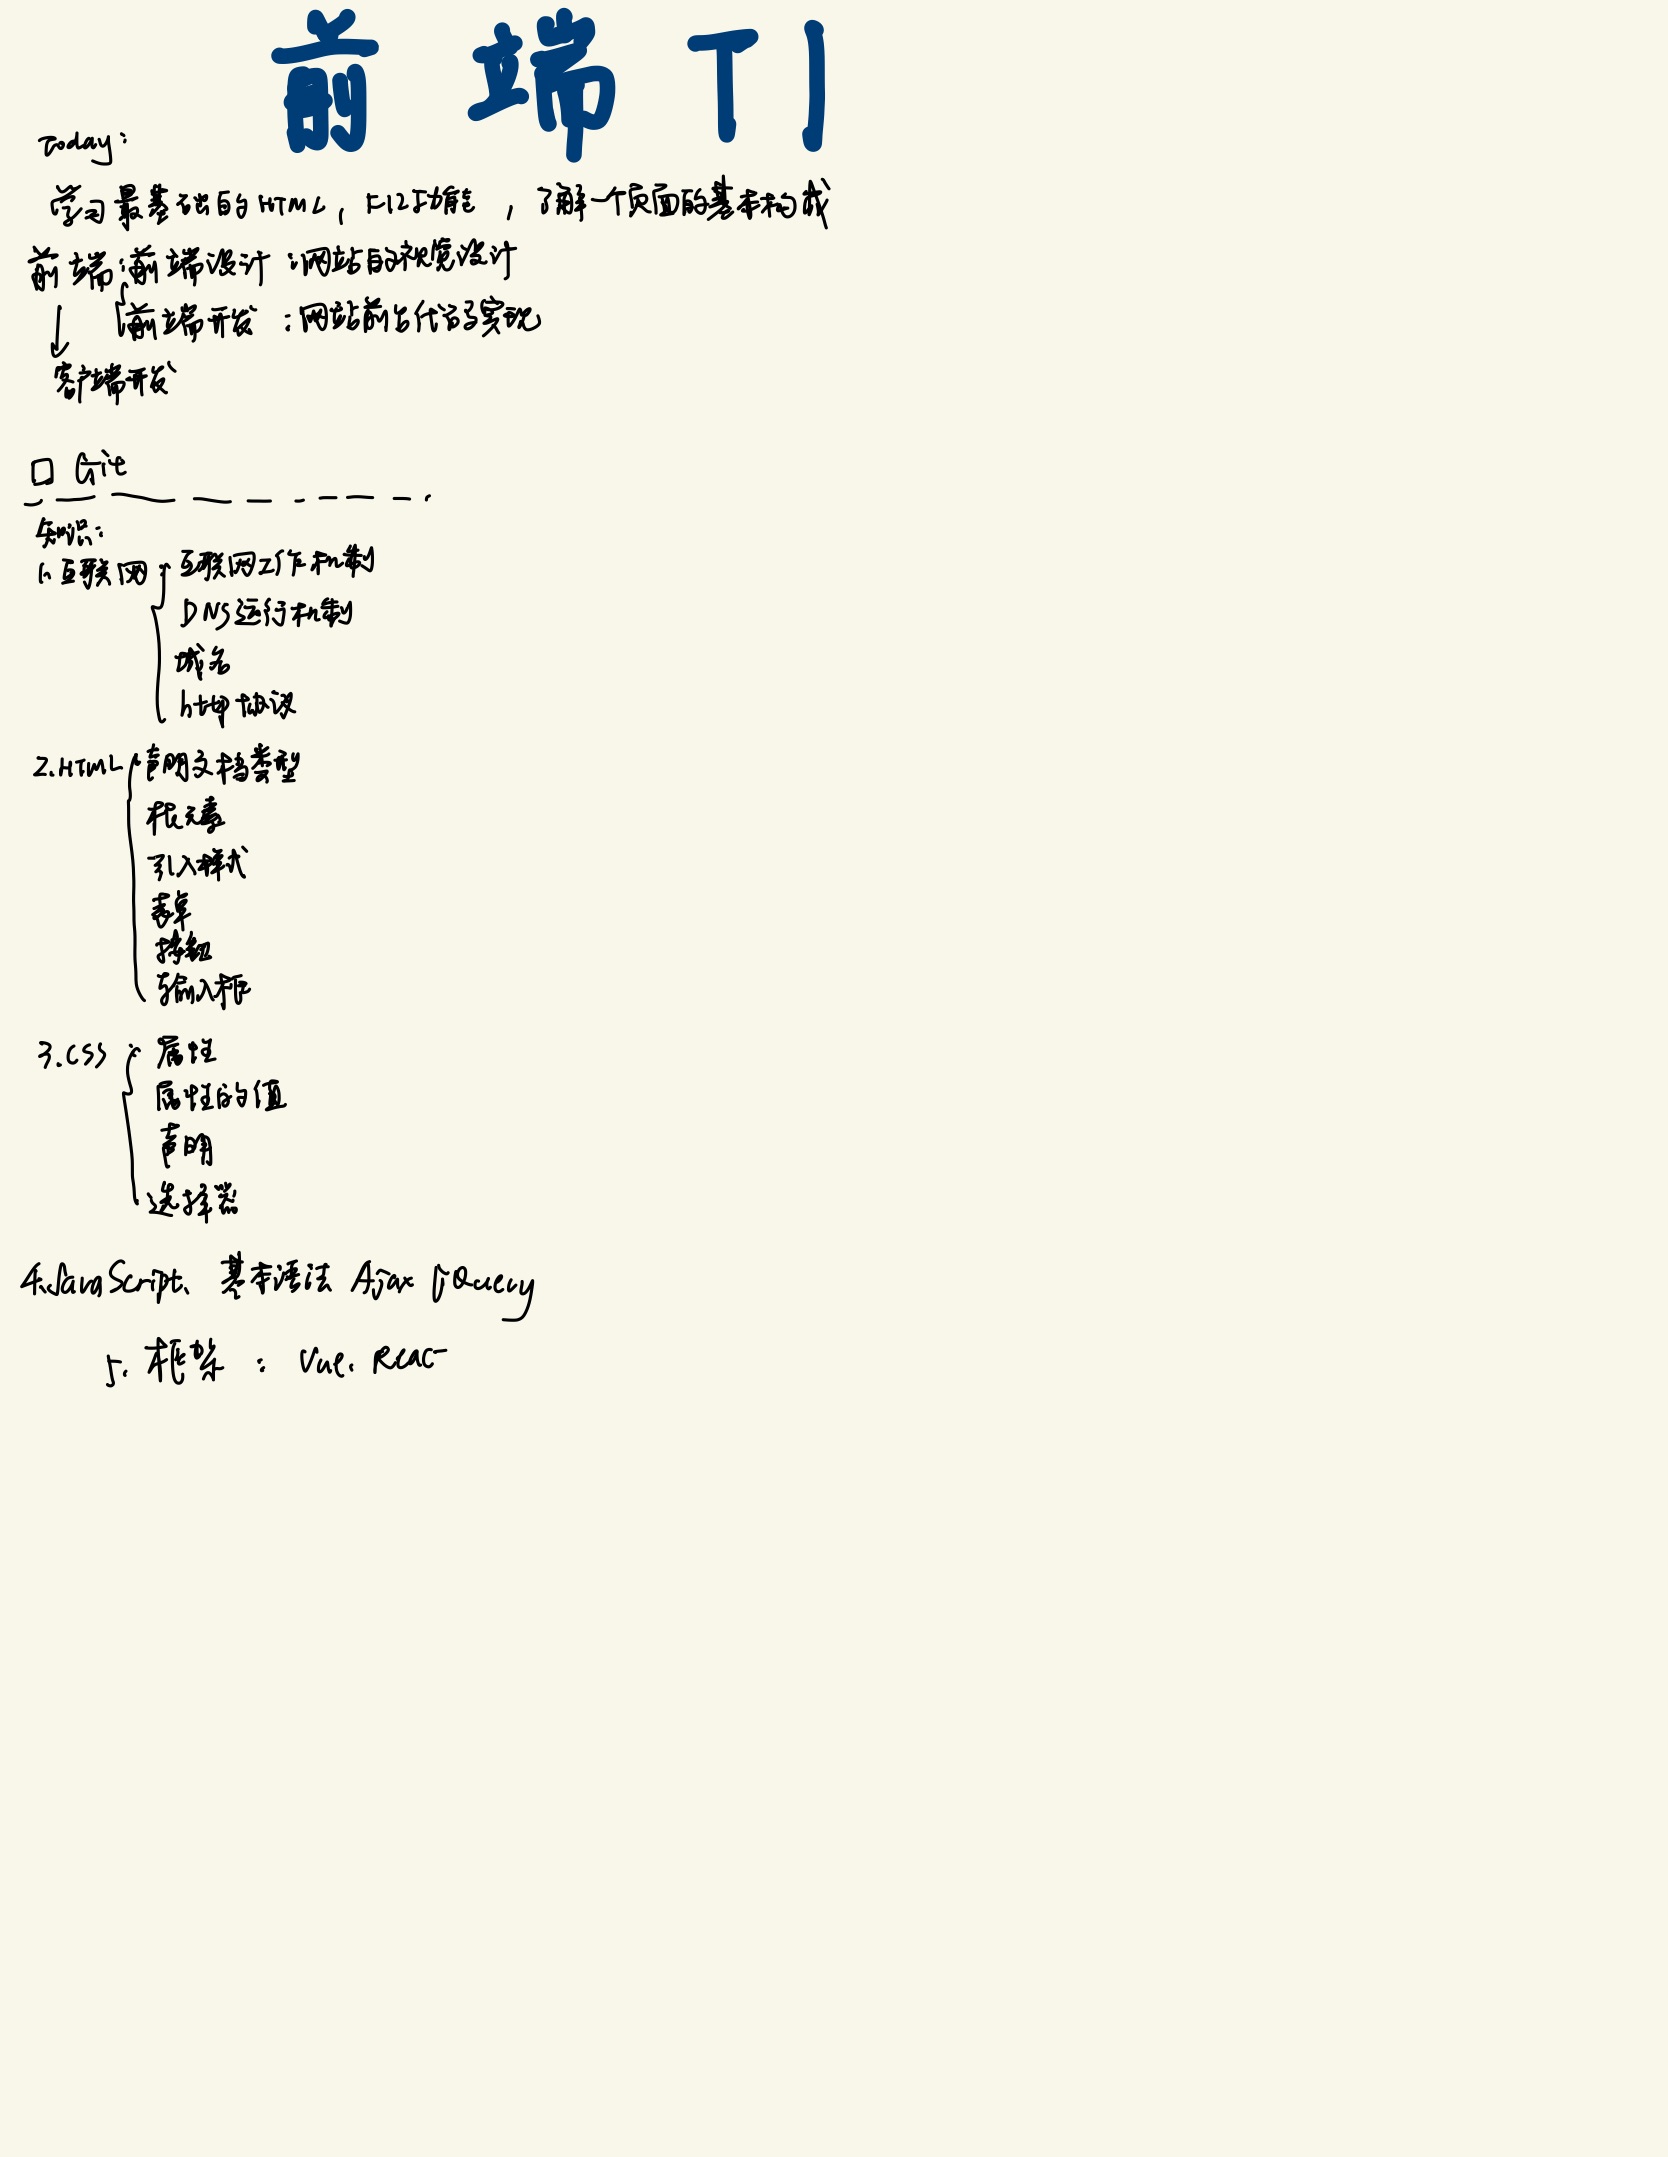 前端 T1
Today:
学习最基础的HTML, F12功能 , 了解一个页面的基本构成
前端:前端设计 :网站的视觉设计
前端开发 :网站前台代码实现
客户端开发
Git
知识:
1.互联网:互联网工作机制
DNS运行机制
域名
http协议
2.HTML:声明文档类型
根元素
引入样式
表单
按钮
输入框
3.CSS : 属性
属性的值
声明
选择器
4.JavaScript、基本语法 Ajax jQuery
5. 框架 : Vue. React